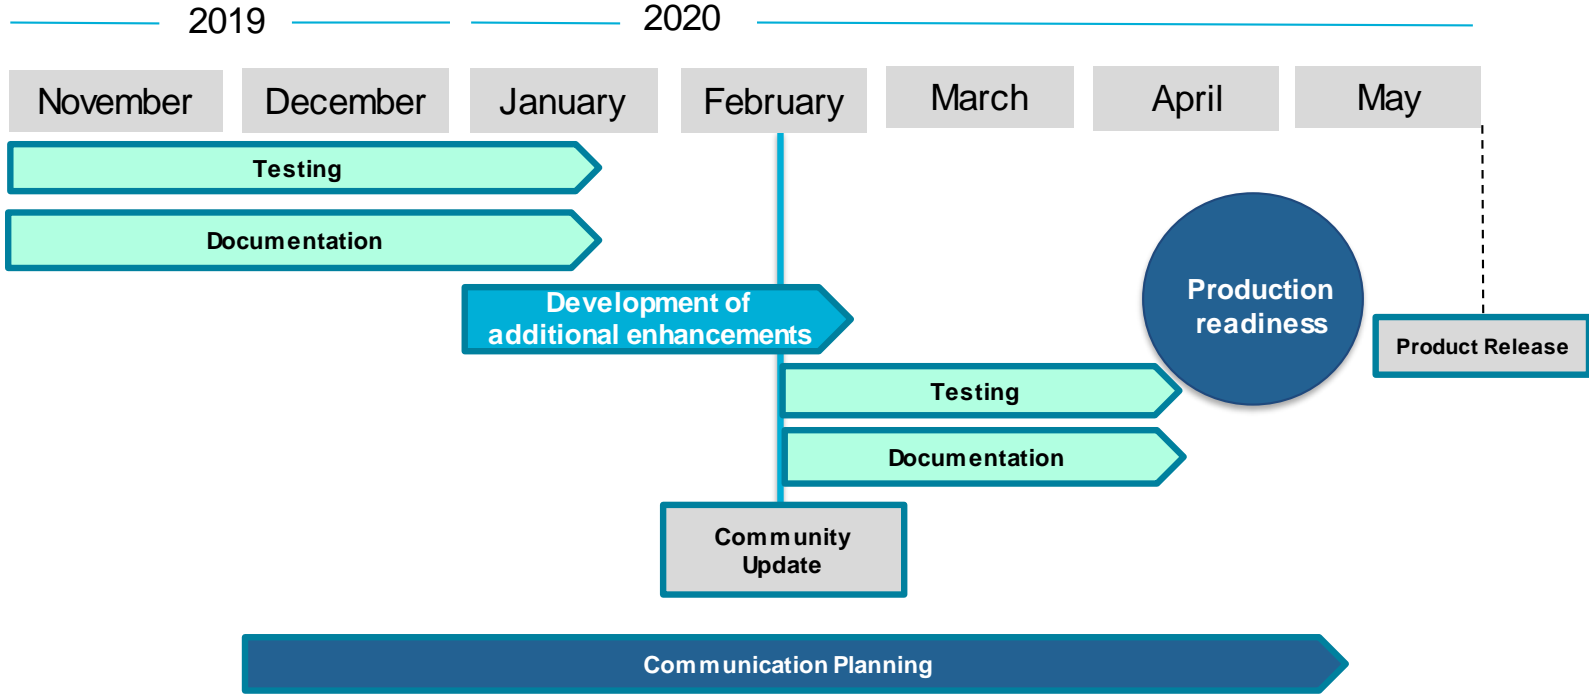 2019
2020
November
December
January
February
March
April
May
Testing
Documentation
Development of
additional enhancements
Production
readiness
Product Release
Testing
Documentation
Community
Update
Communication Planning